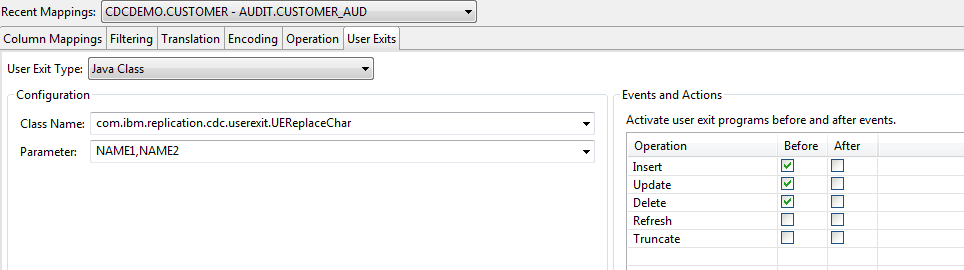 Recent Mappings: CDCDEMO.CUSTOMER - AUDIT.CUSTOMER_AUD
Column Mappings Filtering Translation Encoding Operation User Exits
User Exit Type: Java Class
Configuration
Class Name: com.ibm.replication.cdc.userexit.UEReplaceChar
Parameter: NAME1,NAME2
Events and Actions
Activate user exit programs before and after events.
Operation Before After
Insert
Update
Delete
Refresh
Truncate